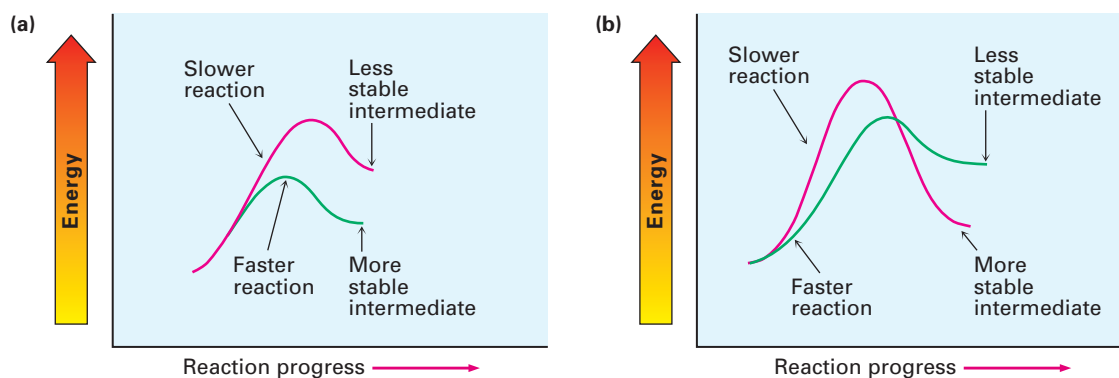 (a)
Energy
Slower
reaction
Less
stable
intermediate
Faster
reaction
More
stable
intermediate
Reaction progress
(b)
Energy
Slower
reaction
Less
stable
intermediate
Faster
reaction
More
stable
intermediate
Reaction progress